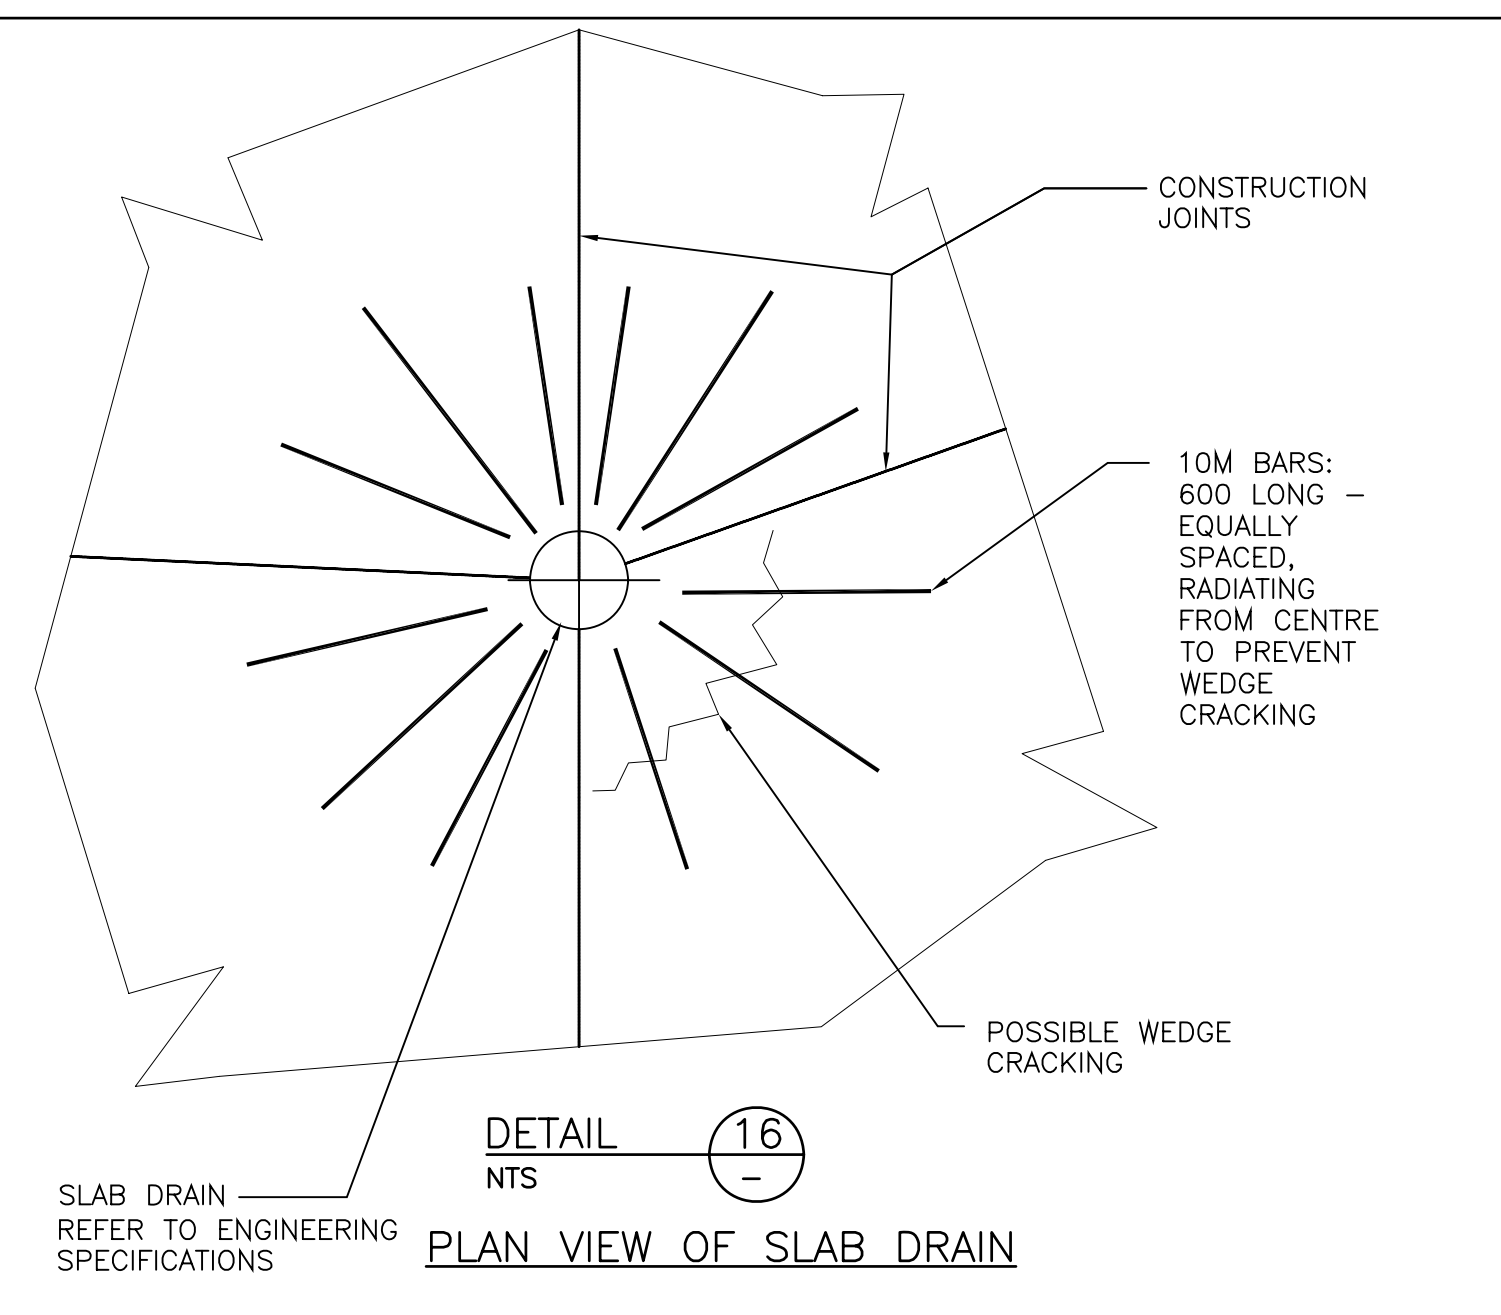 CONSTRUCTION
JOINTS
10M BARS:
600 LONG –
EQUALLY
SPACED,
RADIATING
FROM CENTRE
TO PREVENT
WEDGE
CRACKING
POSSIBLE WEDGE
CRACKING
DETAIL 16
NTS –
SLAB DRAIN
REFER TO ENGINEERING
SPECIFICATIONS
PLAN VIEW OF SLAB DRAIN